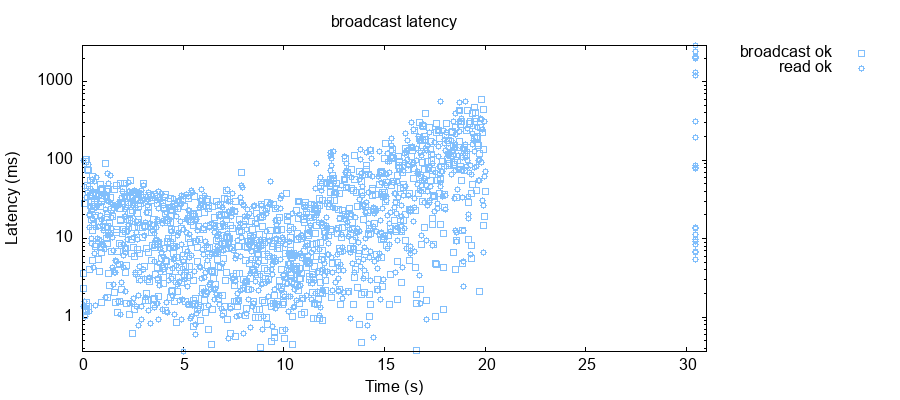 broadcast latency
broadcast ok
read ok
Latency (ms)
1000
100
10
1
0 5 10 15 20 25 30
Time (s)